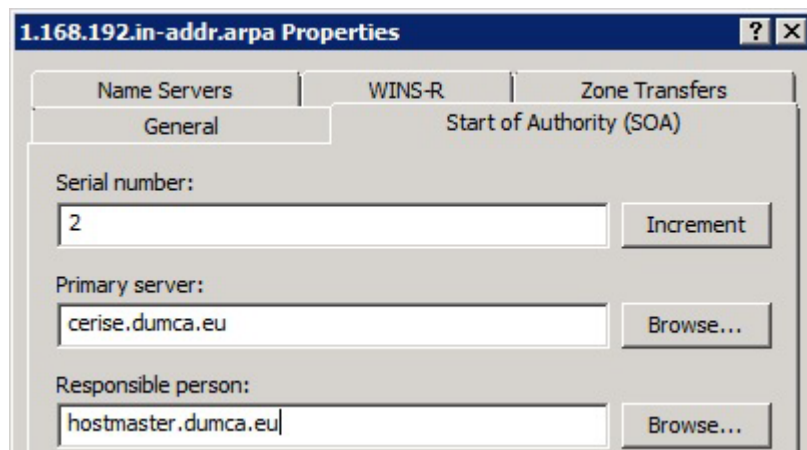 1.168.192.in-addr.arpa Properties ? X
Name Servers WINS-R Zone Transfers
General Start of Authority (SOA)
Serial number:
2 Increment
Primary server:
cerise.dumca.eu Browse...
Responsible person:
hostmaster.dumca.eu Browse...